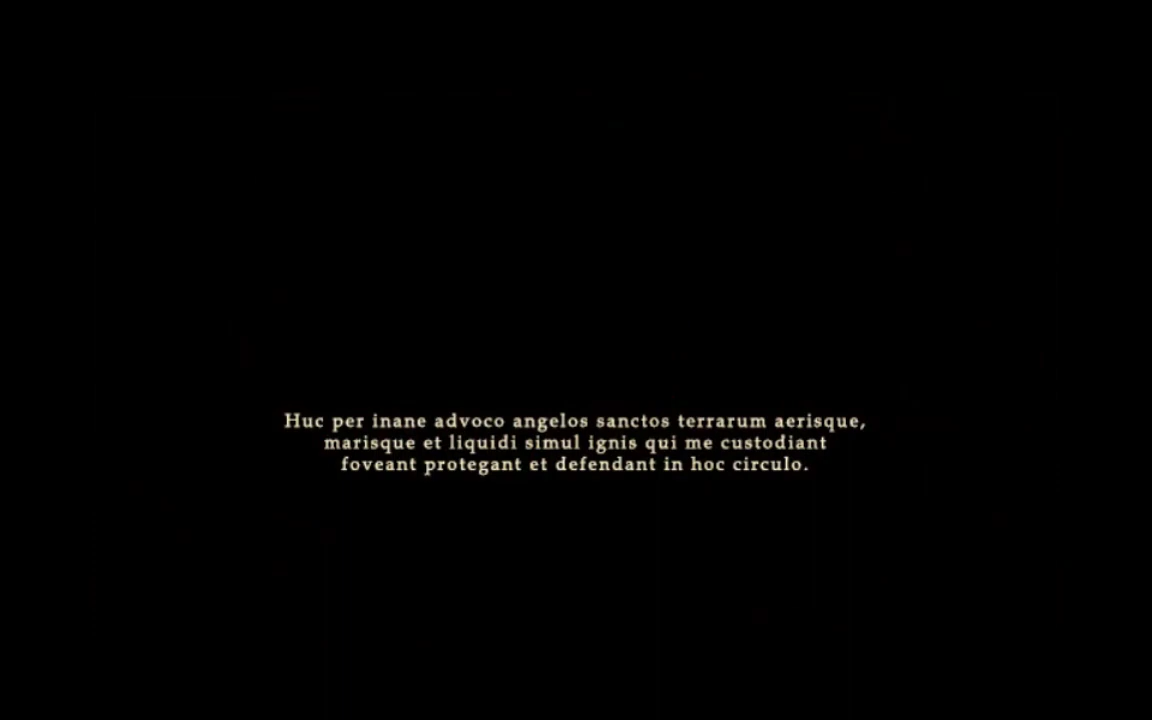 Huc per inane advoco angelos sanctos terrarum aerisque,
marisque et liquidi simul ignis qui me custodiant
foveant protegant et defendant in hoc circulo.